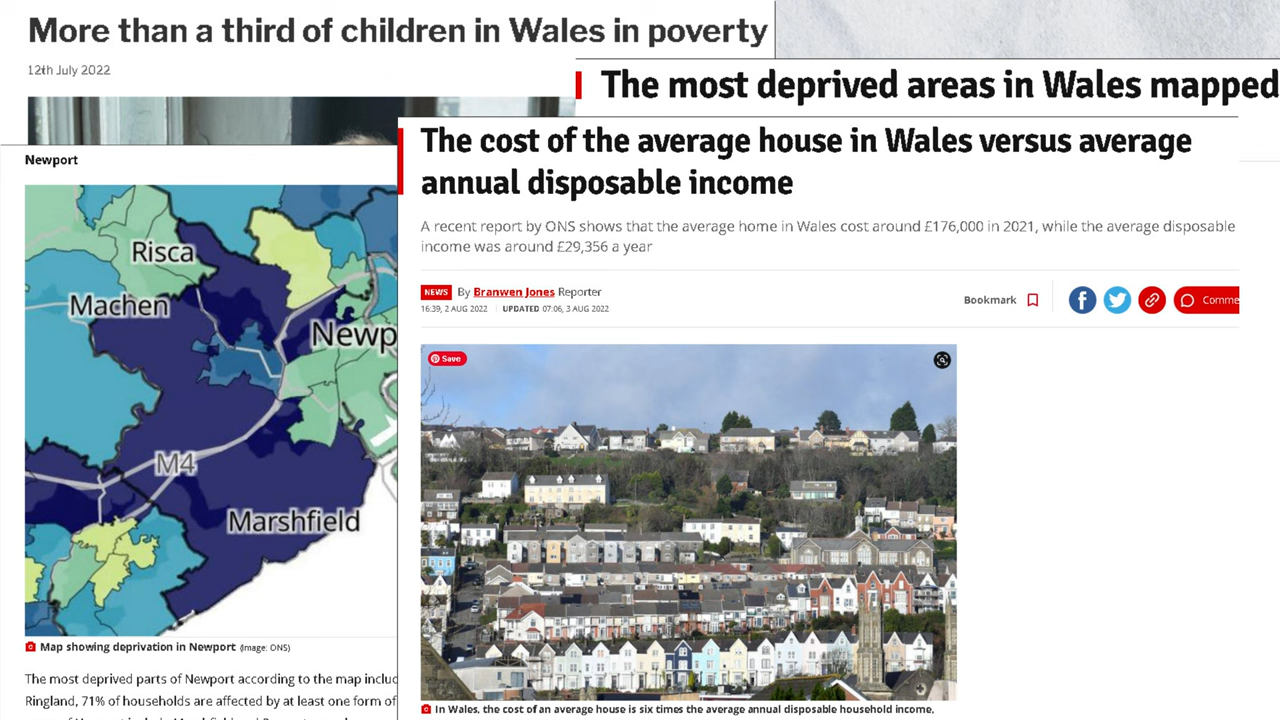 More than a third of children in Wales in poverty
12th July 2022
The most deprived areas in Wales mapped
The cost of the average house in Wales versus average
annual disposable income
A recent report by ONS shows that the average home in Wales cost around £176,000 in 2021, while the average disposable
income was around £29,356 a year
NEWS By Branwen Jones Reporter
16:39, 2 AUG 2022 UPDATED 07:06, 3 AUG 2022
Bookmark
Comme
Save
In Wales, the cost of an average house is six times the average annual disposable household income.
Newport
Risca
Machen
Newp
M4
Marshfield
Map showing deprivation in Newport (Image: ONS)
The most deprived parts of Newport according to the map includ
Ringland, 71% of households are affected by at least one form of